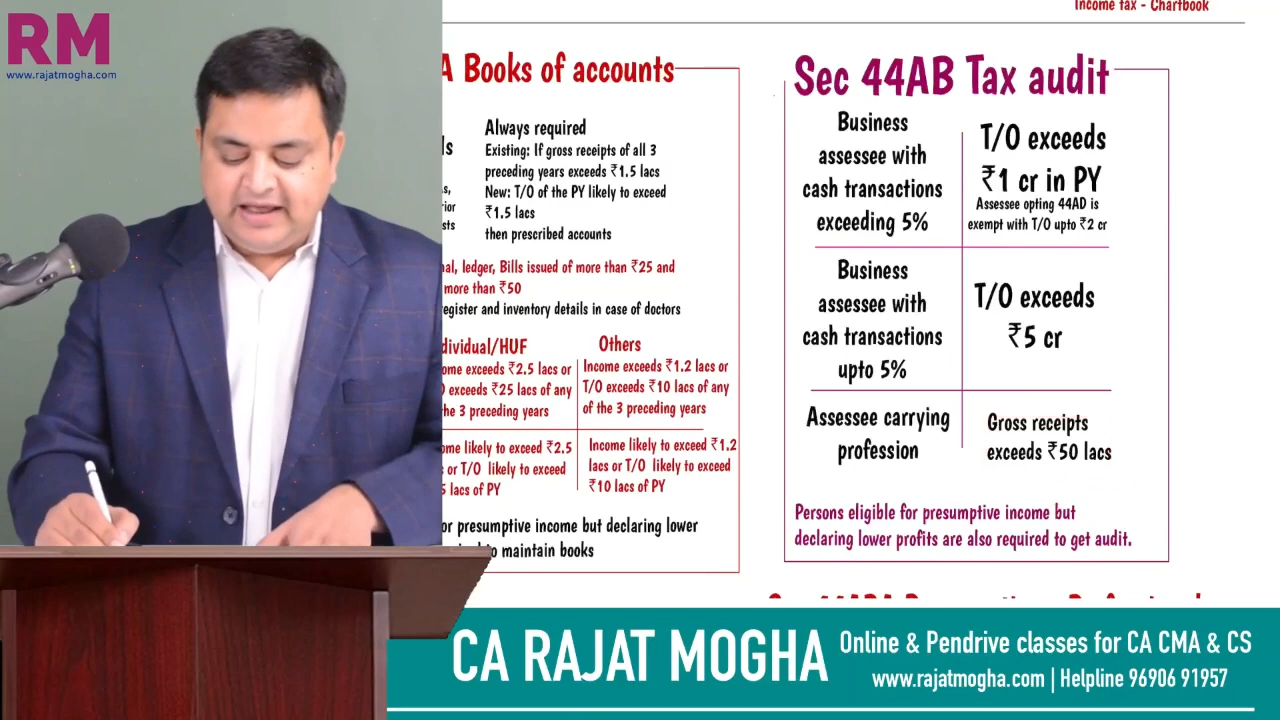 RM
www.rajatmogha.com
Income tax - Chartbook
A Books of accounts
Always required
Existing: If gross receipts of all 3
preceding years exceeds ₹1.5 lacs
New: T/O of the PY likely to exceed
₹1.5 lacs
then prescribed accounts
ledger, Bills issued of more than ₹25 and
more than ₹50
register and inventory details in case of doctors
Individual/HUF
Income exceeds ₹2.5 lacs or
exceeds ₹25 lacs of any
the 3 preceding years
Others
Income exceeds ₹1.2 lacs or
T/O exceeds ₹10 lacs of any
of the 3 preceding years
likely to exceed ₹2.5
or T/O likely to exceed
lacs of PY
Income likely to exceed ₹1.2
lacs or T/O likely to exceed
₹10 lacs of PY
or presumptive income but declaring lower
to maintain books
Sec 44AB Tax audit
Business
assessee with
cash transactions
exceeding 5%
T/O exceeds
₹1 cr in PY
Assessee opting 44AD is
exempt with T/O upto ₹2 cr
Business
assessee with
cash transactions
upto 5%
T/O exceeds
₹5 cr
Assessee carrying
profession
Gross receipts
exceeds ₹50 lacs
Persons eligible for presumptive income but
declaring lower profits are also required to get audit.
CA RAJAT MOGHA
Online & Pendrive classes for CA CMA & CS
www.rajatmogha.com | Helpline 96906 91957